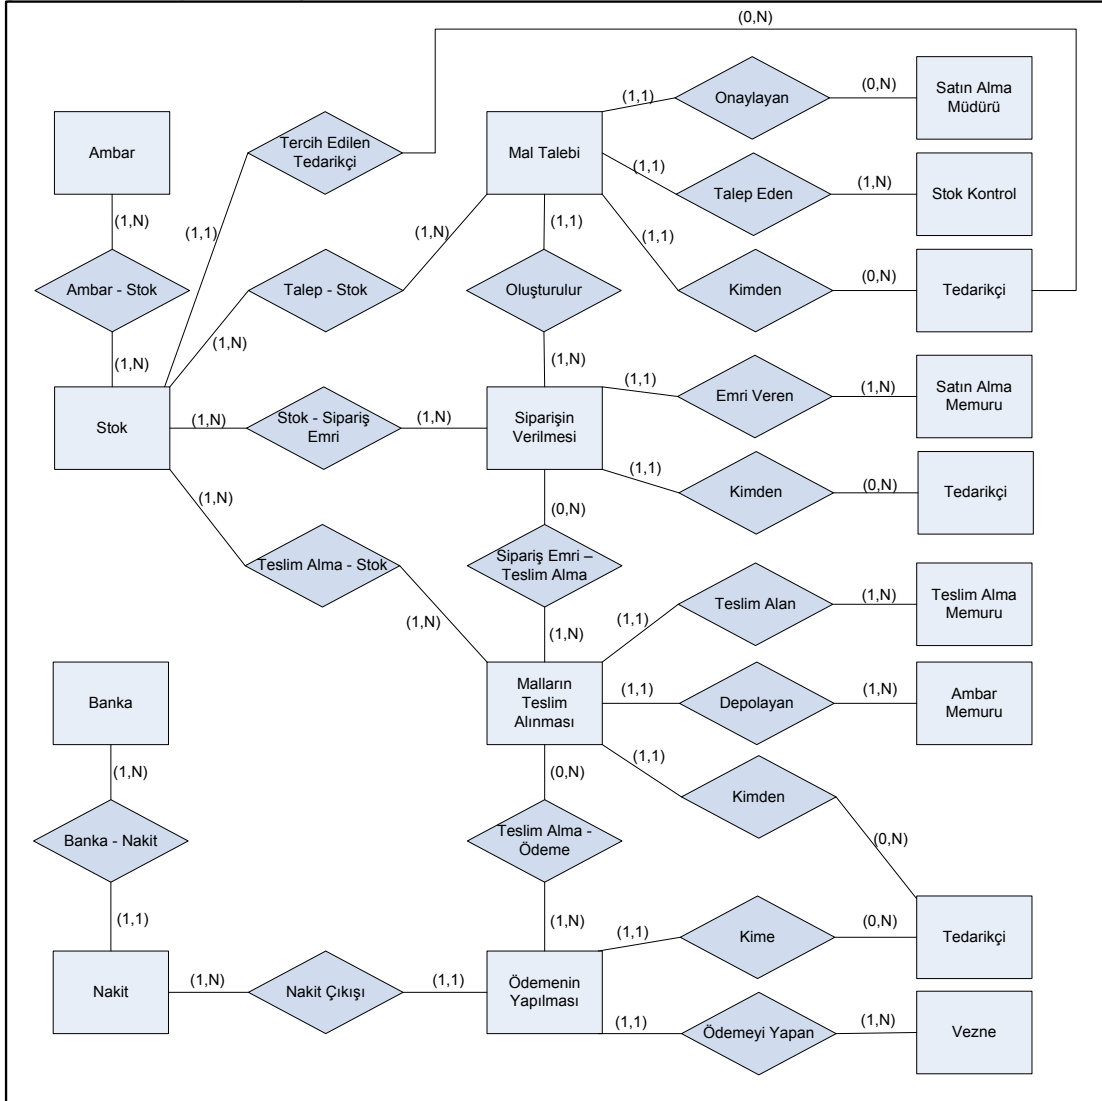 (0,N)
Ambar
Tercih Edilen
Tedarikçi
Mal Talebi
(1,1)
Onaylayan
(0,N)
Satın Alma
Müdürü
(1,1)
Talep Eden
(1,N)
Stok Kontrol
(1,N)
(1,1)
(1,N)
(1,1)
(1,1)
Ambar - Stok
Talep - Stok
Oluşturulur
Kimden
(0,N)
Tedarikçi
(1,N)
(1,N)
(1,N)
(1,1)
Emri Veren
(1,N)
Satın Alma
Memuru
Stok
(1,N)
Stok - Sipariş
Emri
(1,N)
Siparişin
Verilmesi
(1,1)
Kimden
(0,N)
Tedarikçi
(1,N)
(0,N)
Teslim Alma - Stok
Sipariş Emri –
Teslim Alma
(1,N)
(1,N)
(1,1)
Teslim Alan
(1,N)
Teslim Alma
Memuru
Banka
Malların
Teslim
Alınması
(1,1)
Depolayan
(1,N)
Ambar
Memuru
(1,N)
(0,N)
(1,1)
Kimden
(0,N)
Banka - Nakit
Teslim Alma -
Ödeme
(1,1)
(1,N)
(1,1)
Kime
(0,N)
Tedarikçi
Nakit
(1,N)
Nakit Çıkışı
(1,1)
Ödemenin
Yapılması
(1,1)
Ödemeyi Yapan
(1,N)
Vezne